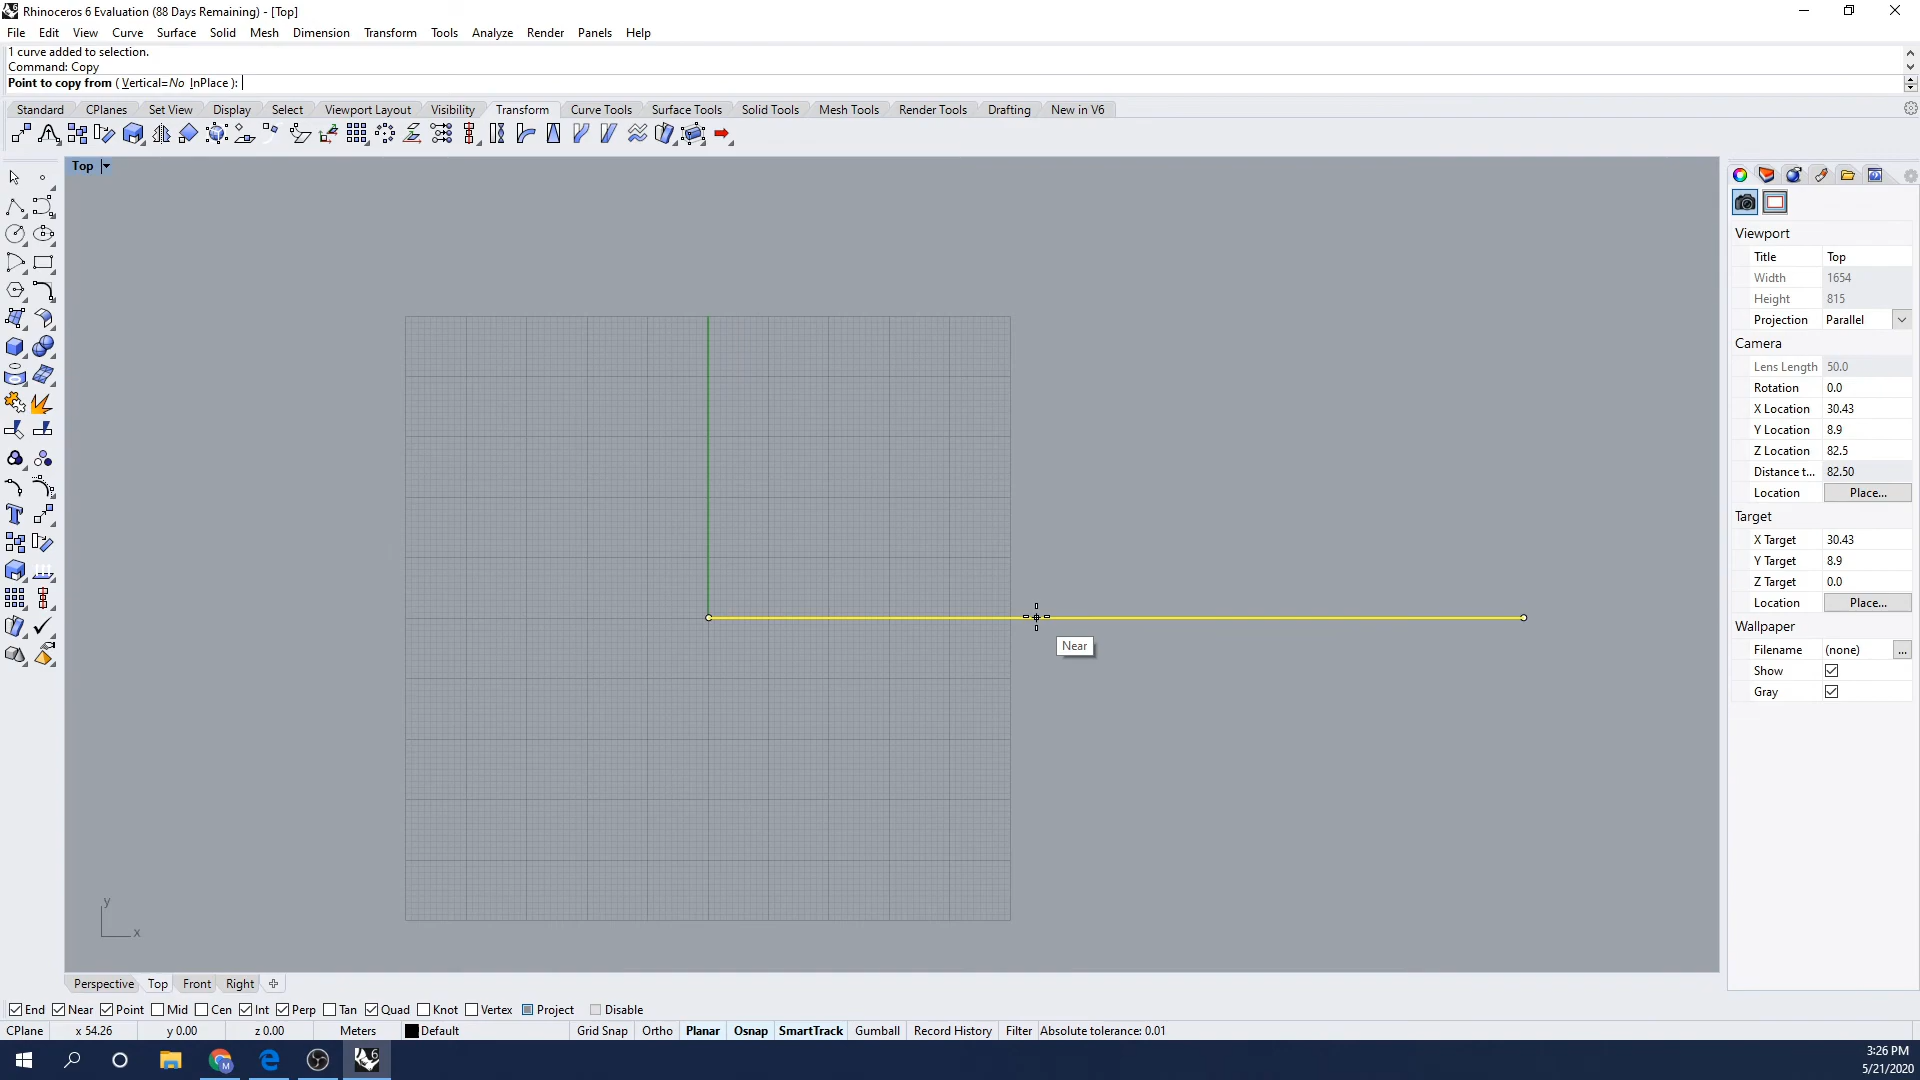 Rhinoceros 6 Evaluation (88 Days Remaining) - [Top]
File Edit View Curve Surface Solid Mesh Dimension Transform Tools Analyze Render Panels Help
1 curve added to selection.
Command: Copy
Point to copy from ( Vertical=No InPlace ):
Standard CPlanes Set View Display Select Viewport Layout Visibility Transform Curve Tools Surface Tools Solid Tools Mesh Tools Render Tools Drafting New in V6
Top
Viewport
Title Top
Width 1654
Height 815
Projection Parallel
Camera
Lens Length 50.0
Rotation 0.0
X Location 30.43
Y Location 8.9
Z Location 82.5
Distance t... 82.50
Location Place...
Target
X Target 30.43
Y Target 8.9
Z Target 0.0
Location Place...
Wallpaper
Filename (none) ...
Show
Gray
Near
y
x
Perspective Top Front Right
End Near Point Mid Cen Int Perp Tan Quad Knot Vertex Project Disable
CPlane x 54.26 y 0.00 z 0.00 Meters Default Grid Snap Ortho Planar Osnap SmartTrack Gumball Record History Filter Absolute tolerance: 0.01
M
6
3:26 PM
5/21/2020